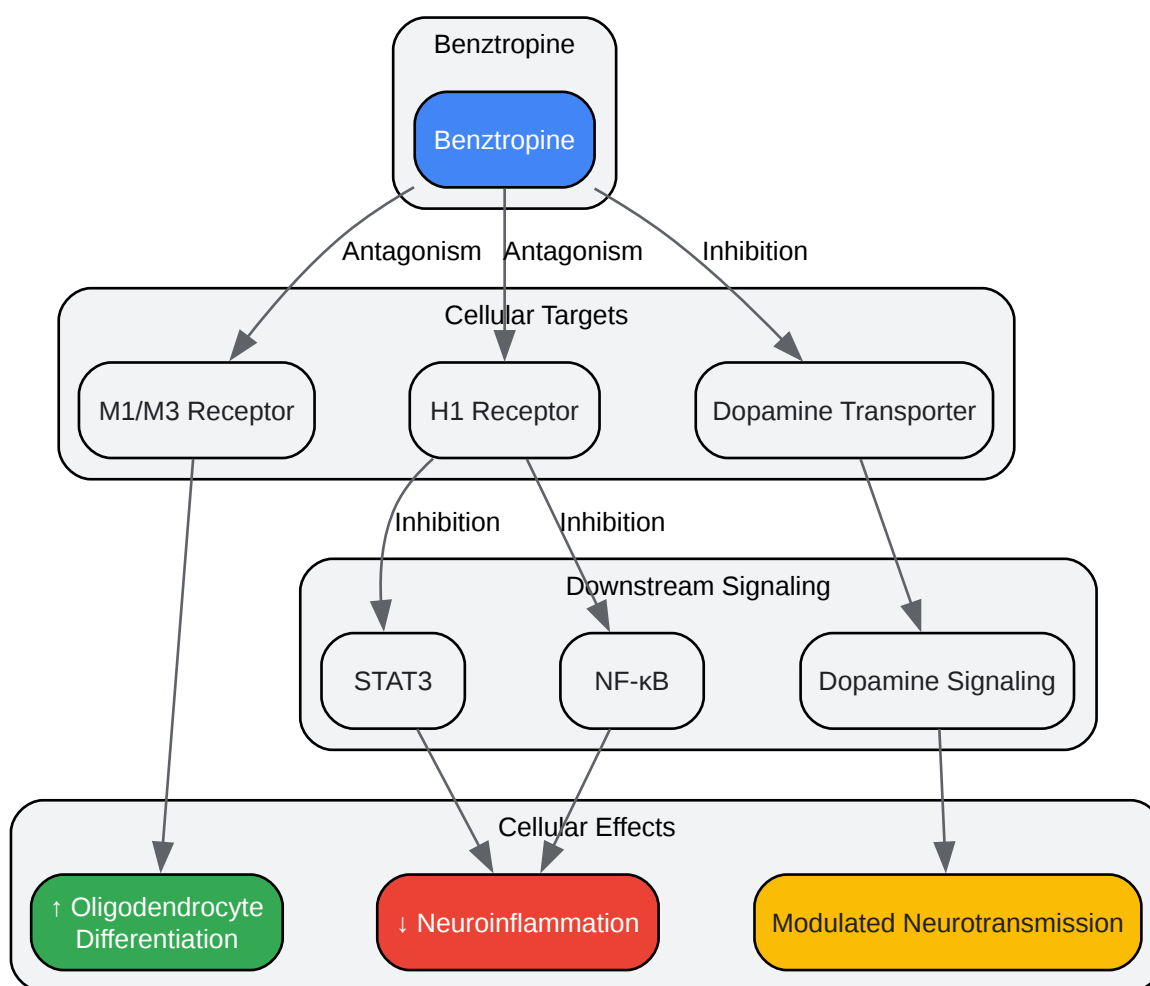 Benztropine
Benztropine
Antagonism
Antagonism
Inhibition
Cellular Targets
M1/M3 Receptor
H1 Receptor
Dopamine Transporter
Inhibition
Inhibition
Downstream Signaling
STAT3
NF-κB
Dopamine Signaling
Cellular Effects
↑ Oligodendrocyte
Differentiation
↓ Neuroinflammation
Modulated Neurotransmission